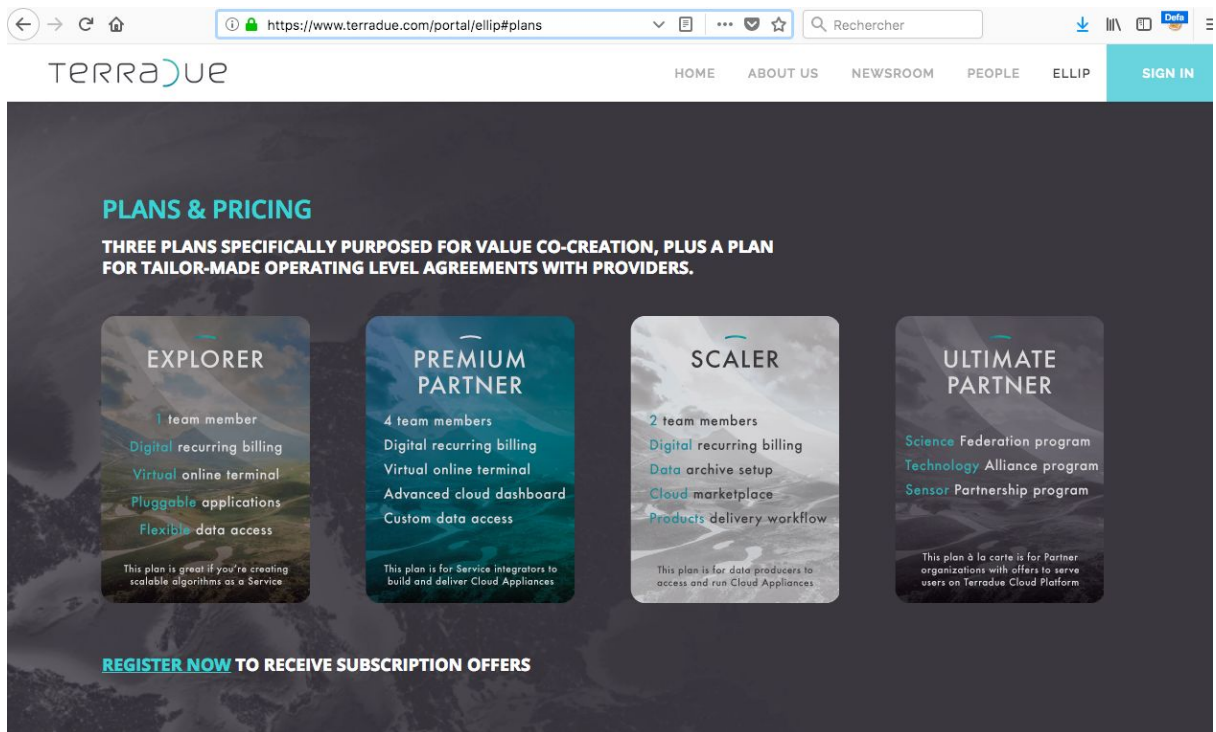 https://www.terradue.com/portal/ellip#plans
Rechercher
Defa
terradue
HOME ABOUT US NEWSROOM PEOPLE ELLIP SIGN IN
PLANS & PRICING
THREE PLANS SPECIFICALLY PURPOSED FOR VALUE CO-CREATION, PLUS A PLAN
FOR TAILOR-MADE OPERATING LEVEL AGREEMENTS WITH PROVIDERS.
EXPLORER
1 team member
Digital recurring billing
Virtual online terminal
Pluggable applications
Flexible data access
This plan is great if you're creating
scalable algorithms as a Service
PREMIUM
PARTNER
4 team members
Digital recurring billing
Virtual online terminal
Advanced cloud dashboard
Custom data access
This plan is for Service integrators to
build and deliver Cloud Appliances
SCALER
2 team members
Digital recurring billing
Data archive setup
Cloud marketplace
Products delivery workflow
This plan is for data producers to
access and run Cloud Appliances
ULTIMATE
PARTNER
Science Federation program
Technology Alliance program
Sensor Partnership program
This plan à la carte is for Partner
organizations with offers to serve
users on Terradue Cloud Platform
REGISTER NOW TO RECEIVE SUBSCRIPTION OFFERS